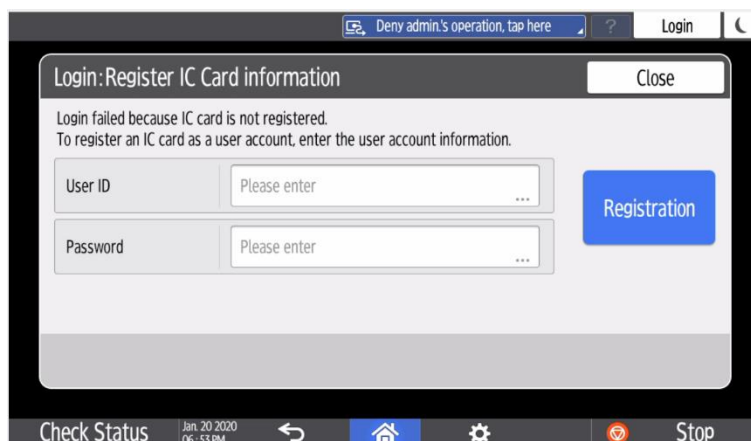 Deny admin.'s operation, tap here
?
Login
Login:Register IC Card information
Close
Login failed because IC card is not registered.
To register an IC card as a user account, enter the user account information.
User ID
Please enter
...
Registration
Password
Please enter
...
Check Status
Jan. 20 2020
06 : 53 PM
Stop